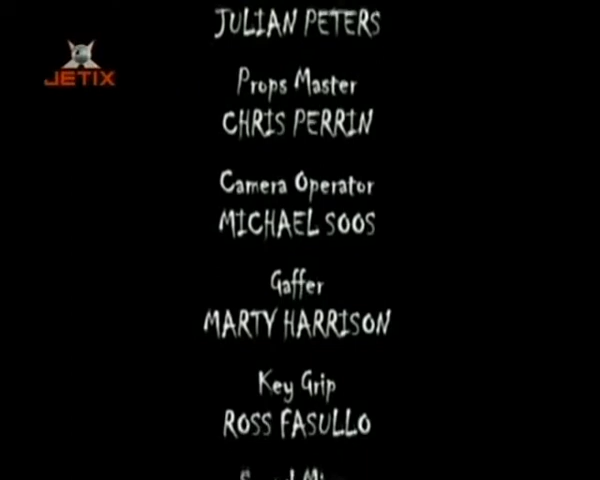 JULIAN PETERS
JETIX
Props Master
CHRIS PERRIN
Camera Operator
MICHAEL SOOS
Gaffer
MARTY HARRISON
Key Grip
ROSS FASULLO